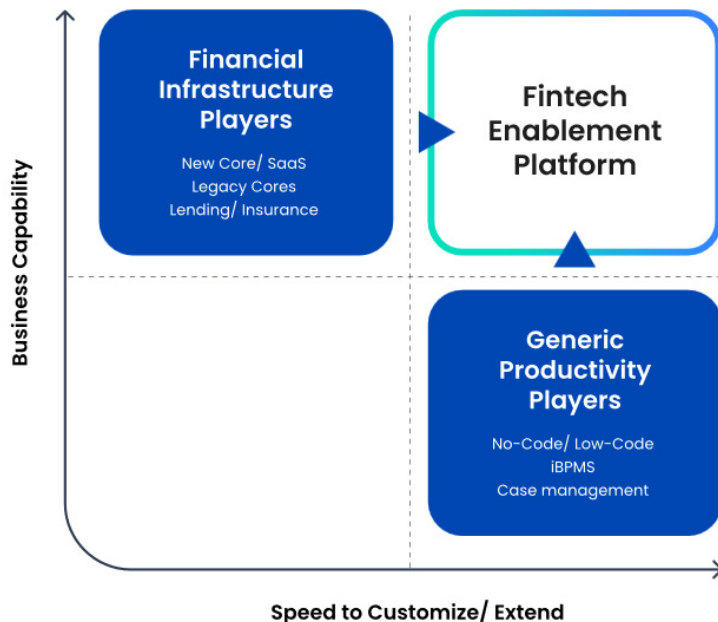 Financial
Infrastructure
Players
New Core/ SaaS
Legacy Cores
Lending/ Insurance
Fintech
Enablement
Platform
Business Capability
Generic
Productivity
Players
No-Code/ Low-Code
iBPMS
Case management
Speed to Customize/ Extend